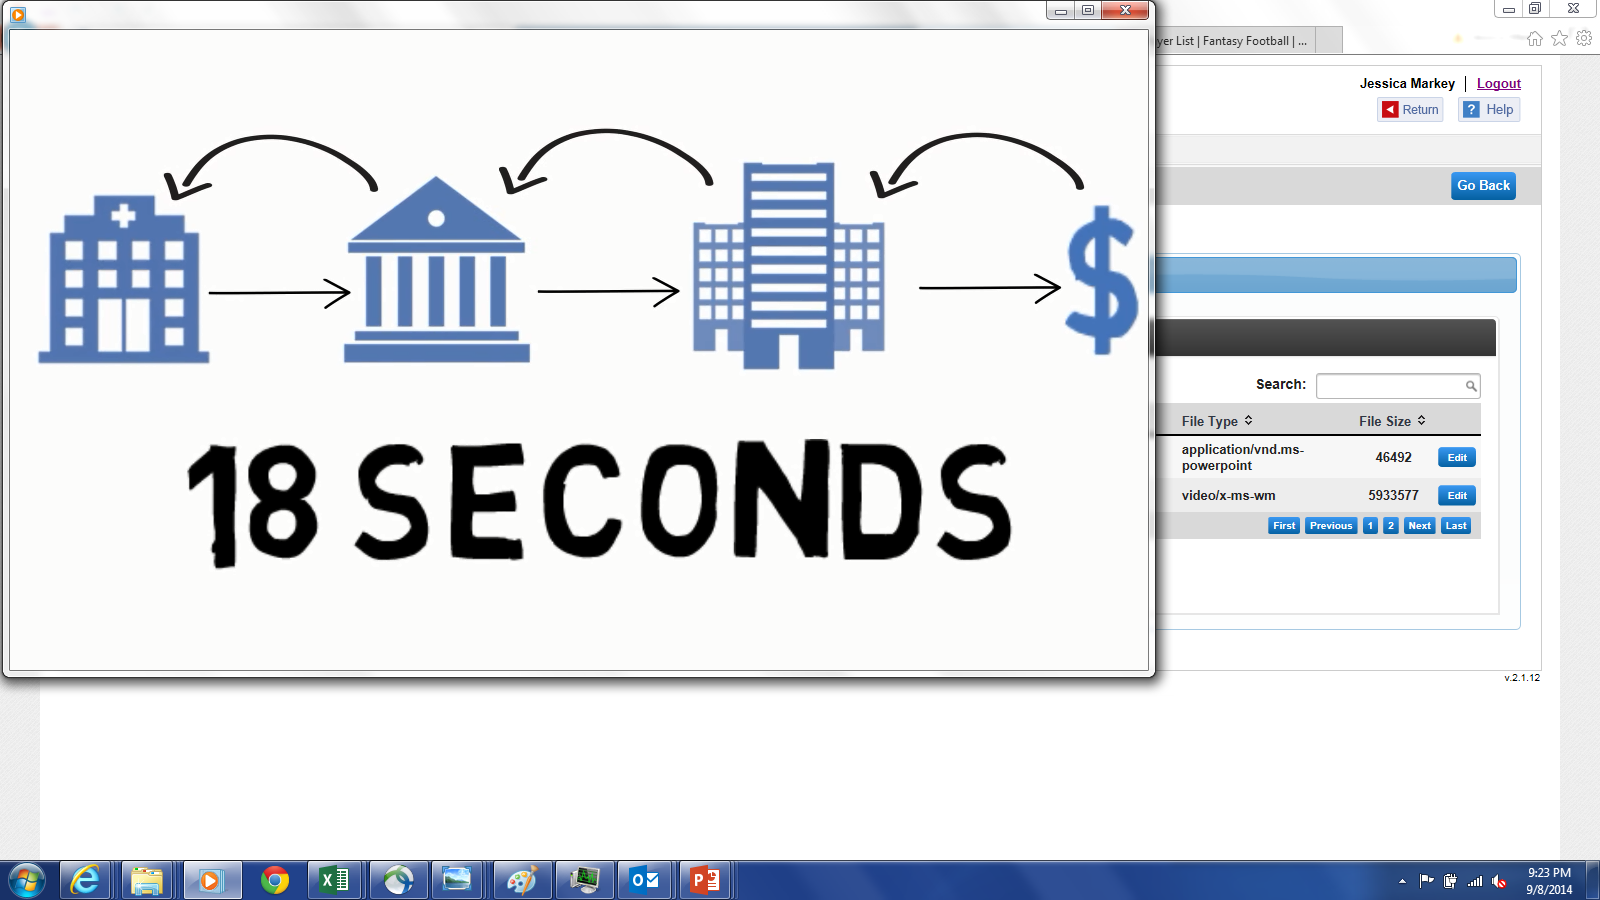 18 SECONDS
yer List | Fantasy Football | ...
Jessica Markey | Logout
Return
? Help
Go Back
Search:
File Type File Size
application/vnd.ms-
powerpoint 46492 Edit
video/x-ms-wm 5933577 Edit
First Previous 1 2 Next Last
v.2.1.12
9:23 PM
9/8/2014